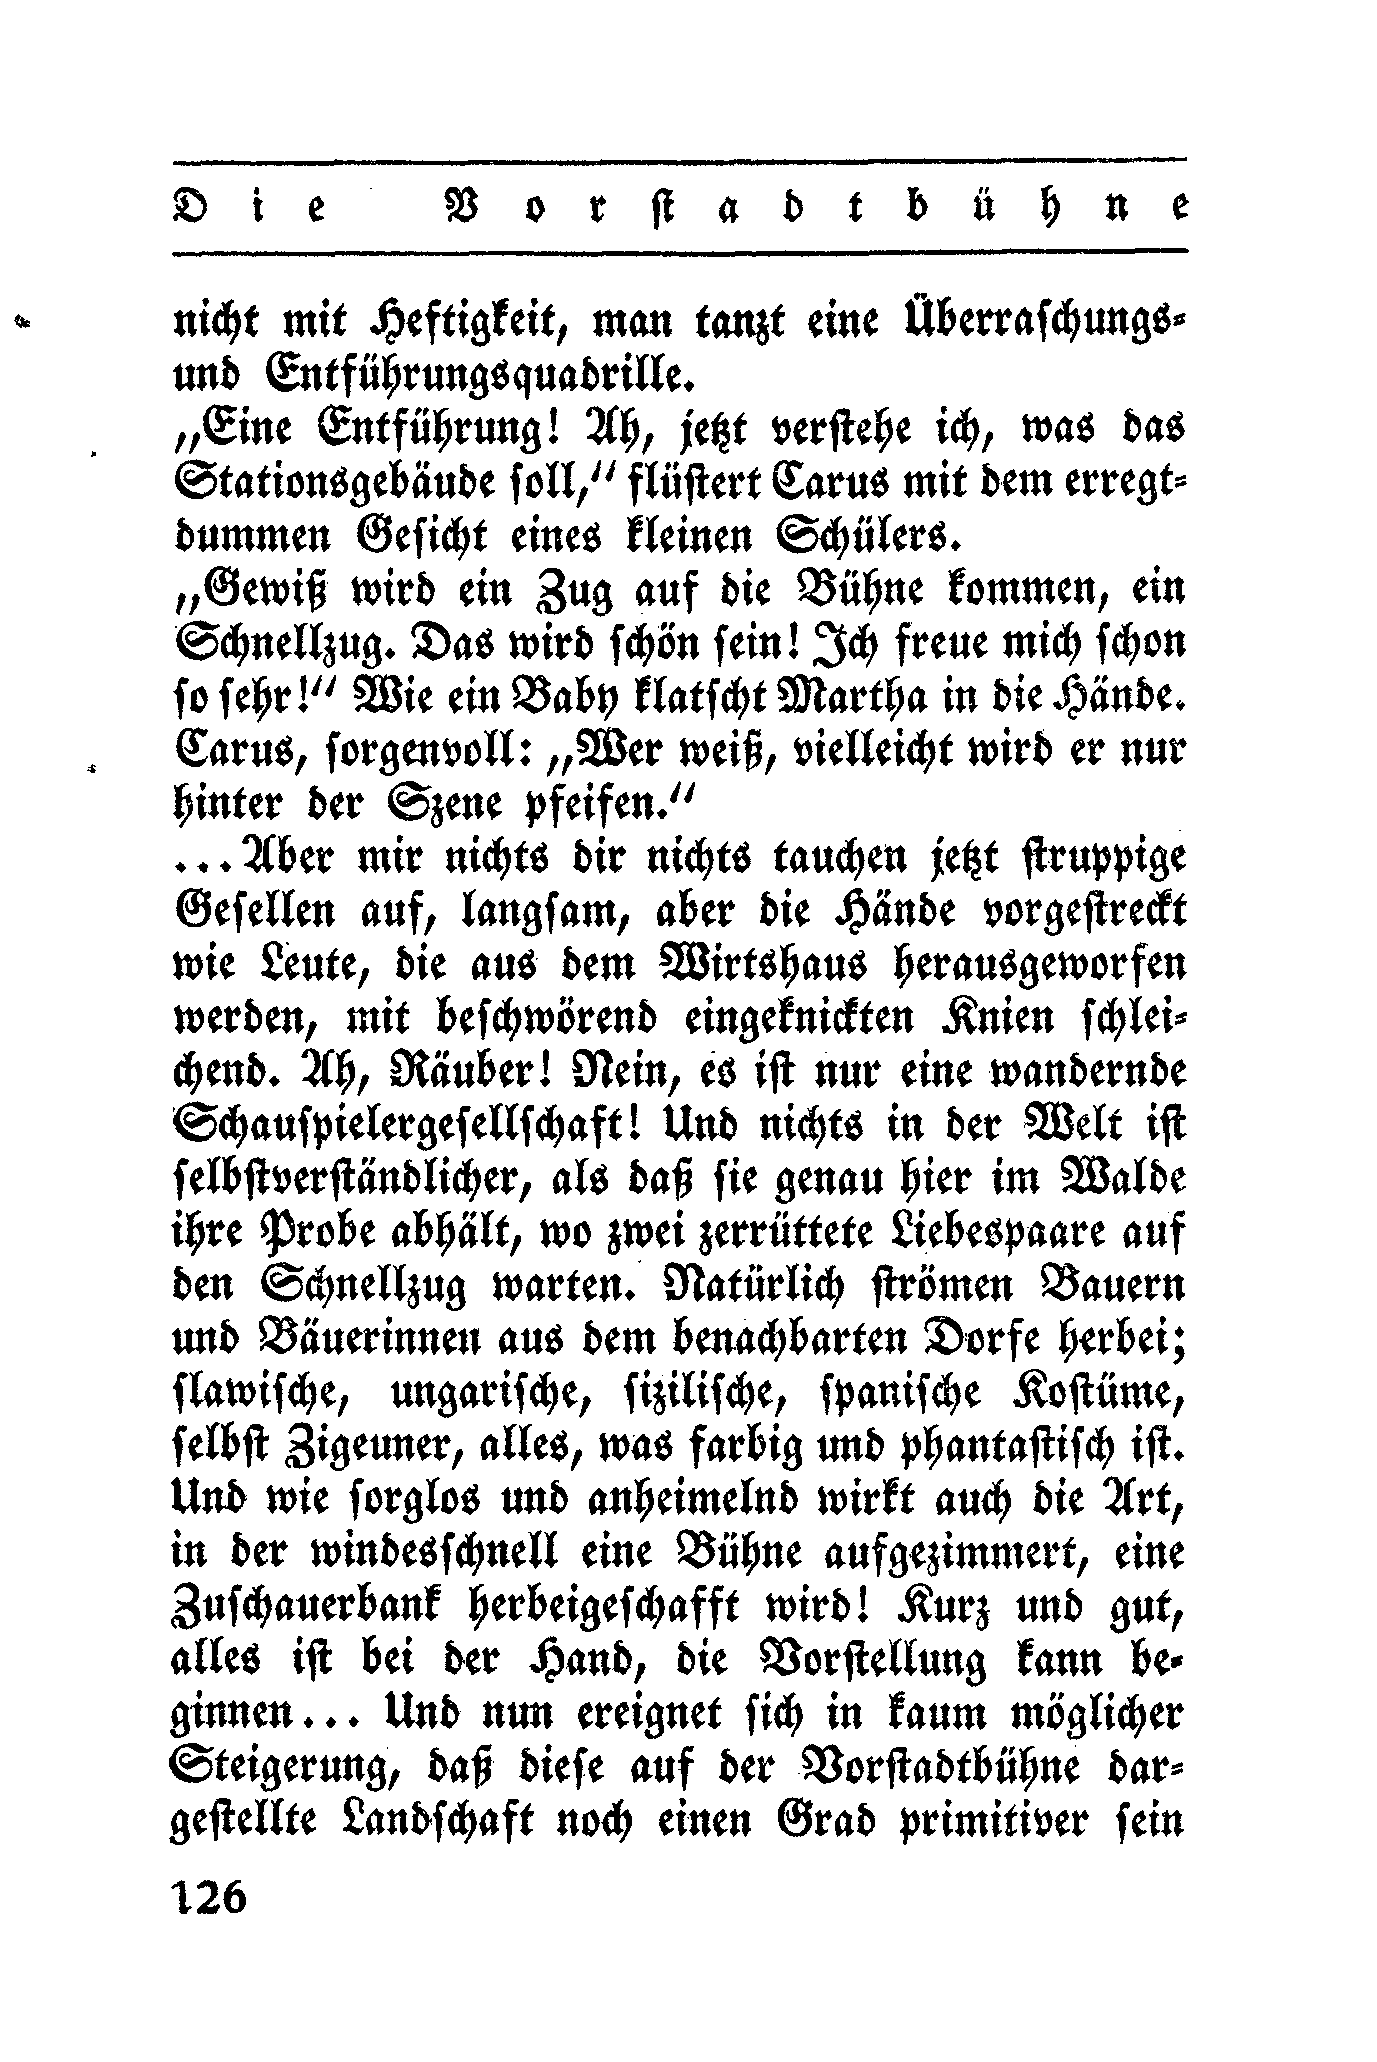 Die Vorstadtbühne
nicht mit Heftigkeit, man tanzt eine Überraschungs-
und Entführungsquadrille.
„Eine Entführung! Ah, jetzt verstehe ich, was das
Stationsgebäude soll,“ flüstert Carus mit dem erregt-
dummen Gesicht eines kleinen Schülers.
„Gewiß wird ein Zug auf die Bühne kommen, ein
Schnellzug. Das wird schön sein! Ich freue mich schon
so sehr!“ Wie ein Baby klatscht Martha in die Hände.
Carus, sorgenvoll: „Wer weiß, vielleicht wird er nur
hinter der Szene pfeifen.“
...Aber mir nichts dir nichts tauchen jetzt struppige
Gesellen auf, langsam, aber die Hände vorgestreckt
wie Leute, die aus dem Wirtshaus herausgeworfen
werden, mit beschwörend eingeknickten Knien schlei-
chend. Ah, Räuber! Nein, es ist nur eine wandernde
Schauspielergesellschaft! Und nichts in der Welt ist
selbstverständlicher, als daß sie genau hier im Walde
ihre Probe abhält, wo zwei zerrüttete Liebespaare auf
den Schnellzug warten. Natürlich strömen Bauern
und Bäuerinnen aus dem benachbarten Dorfe herbei;
slawische, ungarische, sizilische, spanische Kostüme,
selbst Zigeuner, alles, was farbig und phantastisch ist.
Und wie sorglos und anheimelnd wirkt auch die Art,
in der windesschnell eine Bühne aufgezimmert, eine
Zuschauerbank herbeigeschafft wird! Kurz und gut,
alles ist bei der Hand, die Vorstellung kann be-
ginnen... Und nun ereignet sich in kaum möglicher
Steigerung, daß diese auf der Vorstadtbühne dar-
gestellte Landschaft noch einen Grad primitiver sein
126